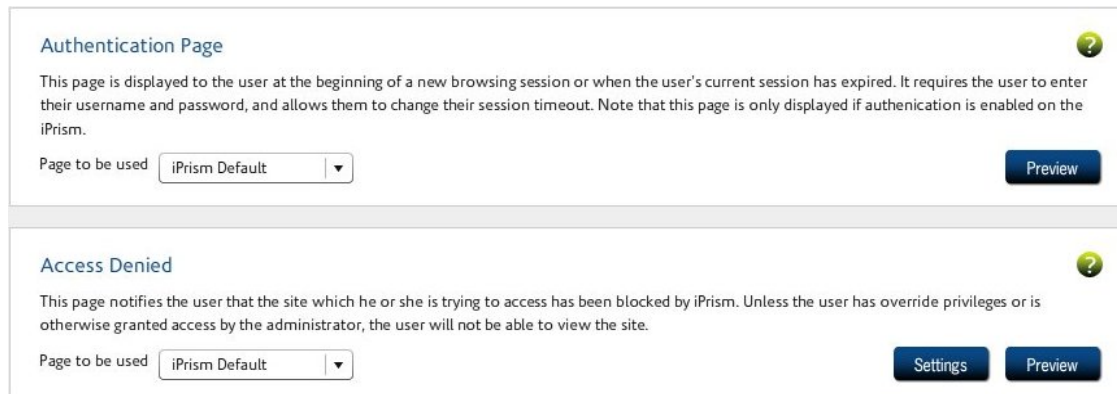 Authentication Page
?
This page is displayed to the user at the beginning of a new browsing session or when the user's current session has expired. It requires the user to enter
their username and password, and allows them to change their session timeout. Note that this page is only displayed if authenication is enabled on the
iPrism.
Page to be used iPrism Default Preview
Access Denied
?
This page notifies the user that the site which he or she is trying to access has been blocked by iPrism. Unless the user has override privileges or is
otherwise granted access by the administrator, the user will not be able to view the site.
Page to be used iPrism Default Settings Preview